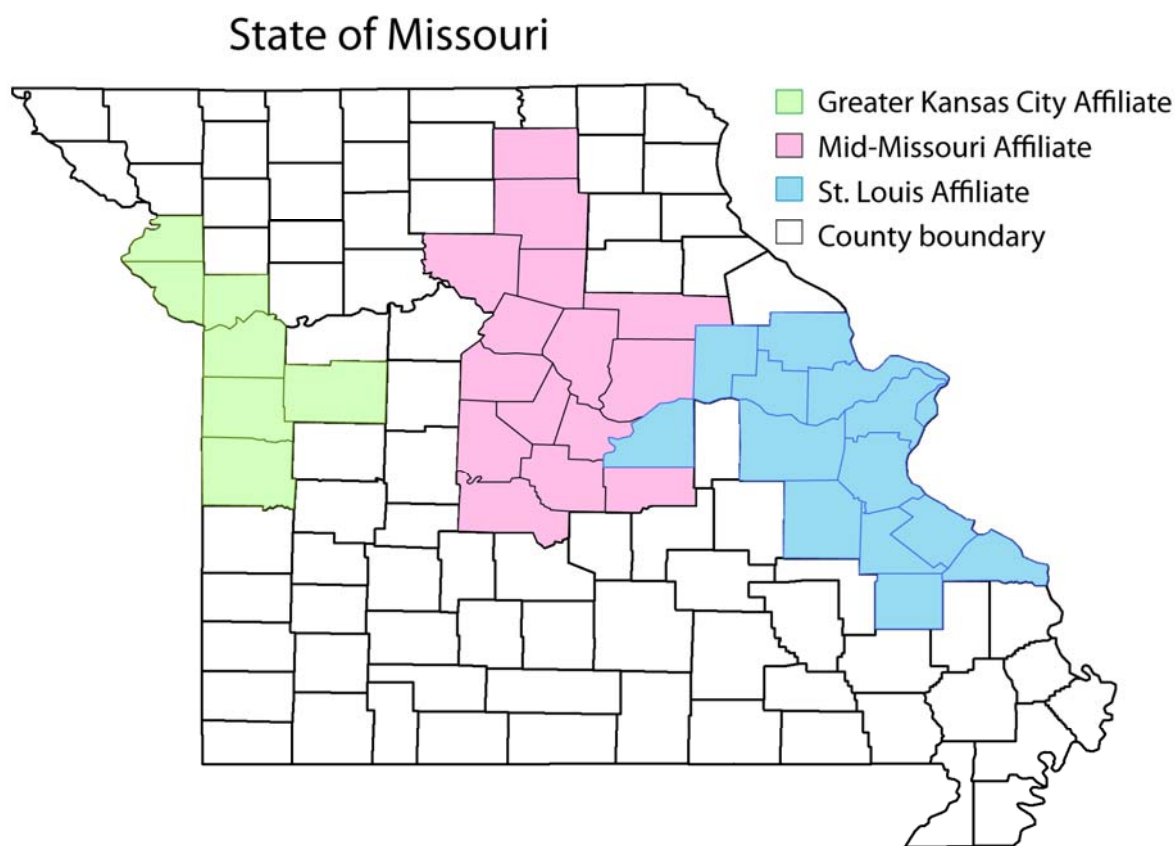 State of Missouri
Greater Kansas City Affiliate
Mid-Missouri Affiliate
St. Louis Affiliate
County boundary